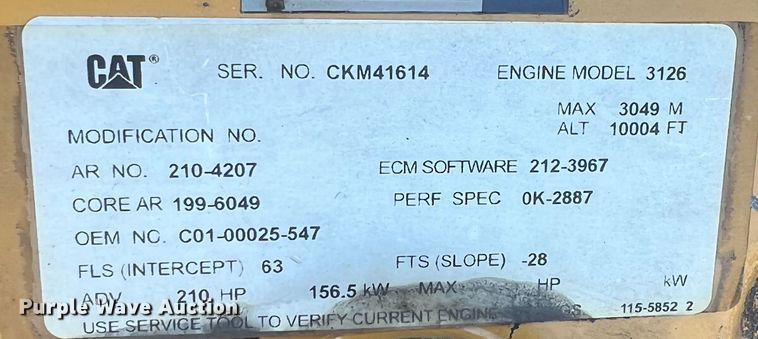 CAT® SER. NO. CKM41614 ENGINE MODEL 3126
MAX 3049 M
MODIFICATION NO. ALT 10004 FT
AR NO. 210-4207 ECM SOFTWARE 212-3967
CORE AR 199-6049 PERF SPEC 0K-2887
OEM NO. C01-00025-547
FLS (INTERCEPT) 63 FTS (SLOPE) -28
ADV 210 HP 156.5 kW MAX HP kW
Purple Wave Auction 115-5852 2
USE SERVICE TOOL TO VERIFY CURRENT ENGINE